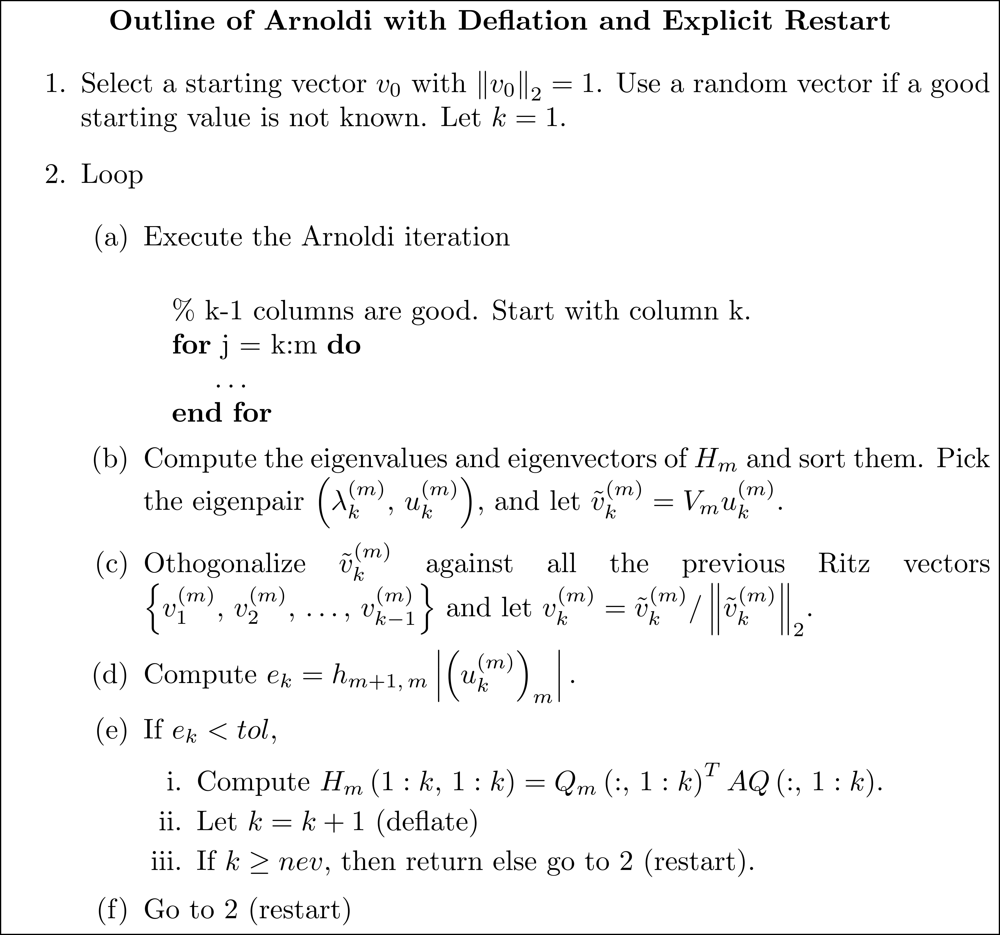 Outline of Arnoldi with Deflation and Explicit Restart
1. Select a starting vector $v_0$ with $\|v_0\|_2 = 1$. Use a random vector if a good
starting value is not known. Let $k = 1$.
2. Loop
(a) Execute the Arnoldi iteration
% k-1 columns are good. Start with column k.
for j = k:m do
...
end for
(b) Compute the eigenvalues and eigenvectors of $H_m$ and sort them. Pick
the eigenpair $\left(\lambda_k^{(m)}, u_k^{(m)}\right)$, and let $\tilde{v}_k^{(m)} = V_m u_k^{(m)}$.
(c) Othogonalize $\tilde{v}_k^{(m)}$ against all the previous Ritz vectors
$\left\{v_1^{(m)}, v_2^{(m)}, \ldots, v_{k-1}^{(m)}\right\}$ and let $v_k^{(m)} = \tilde{v}_k^{(m)} / \left\|\tilde{v}_k^{(m)}\right\|_2$.
(d) Compute $e_k = h_{m+1,m} \left|\left(u_k^{(m)}\right)_m\right|$.
(e) If $e_k < tol$,
i. Compute $H_m (1:k, 1:k) = Q_m (:, 1:k)^T AQ (:, 1:k)$.
ii. Let $k = k + 1$ (deflate)
iii. If $k \geq nev$, then return else go to 2 (restart).
(f) Go to 2 (restart)